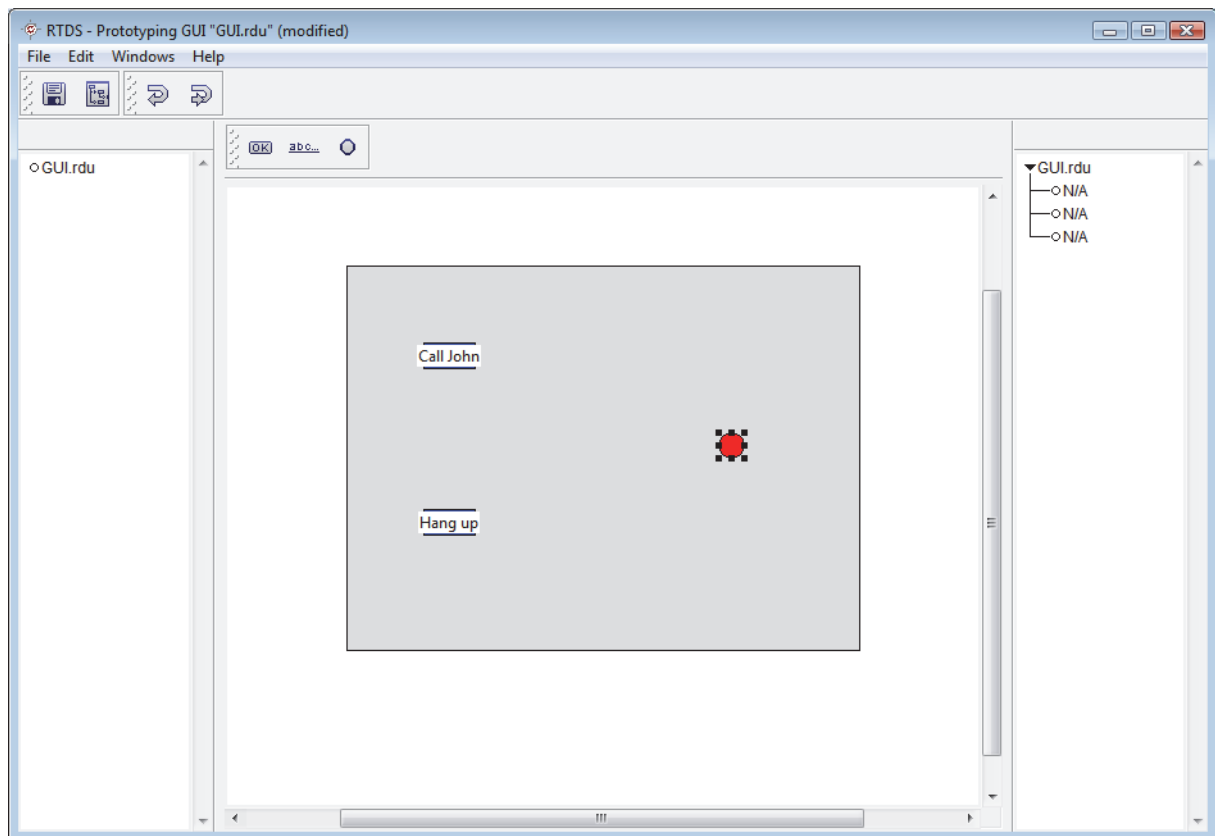 RTDS - Prototyping GUI "GUI.rdu" (modified)
File Edit Windows Help
OK abc...
GUI.rdu
GUI.rdu
N/A
N/A
N/A
Call John
Hang up